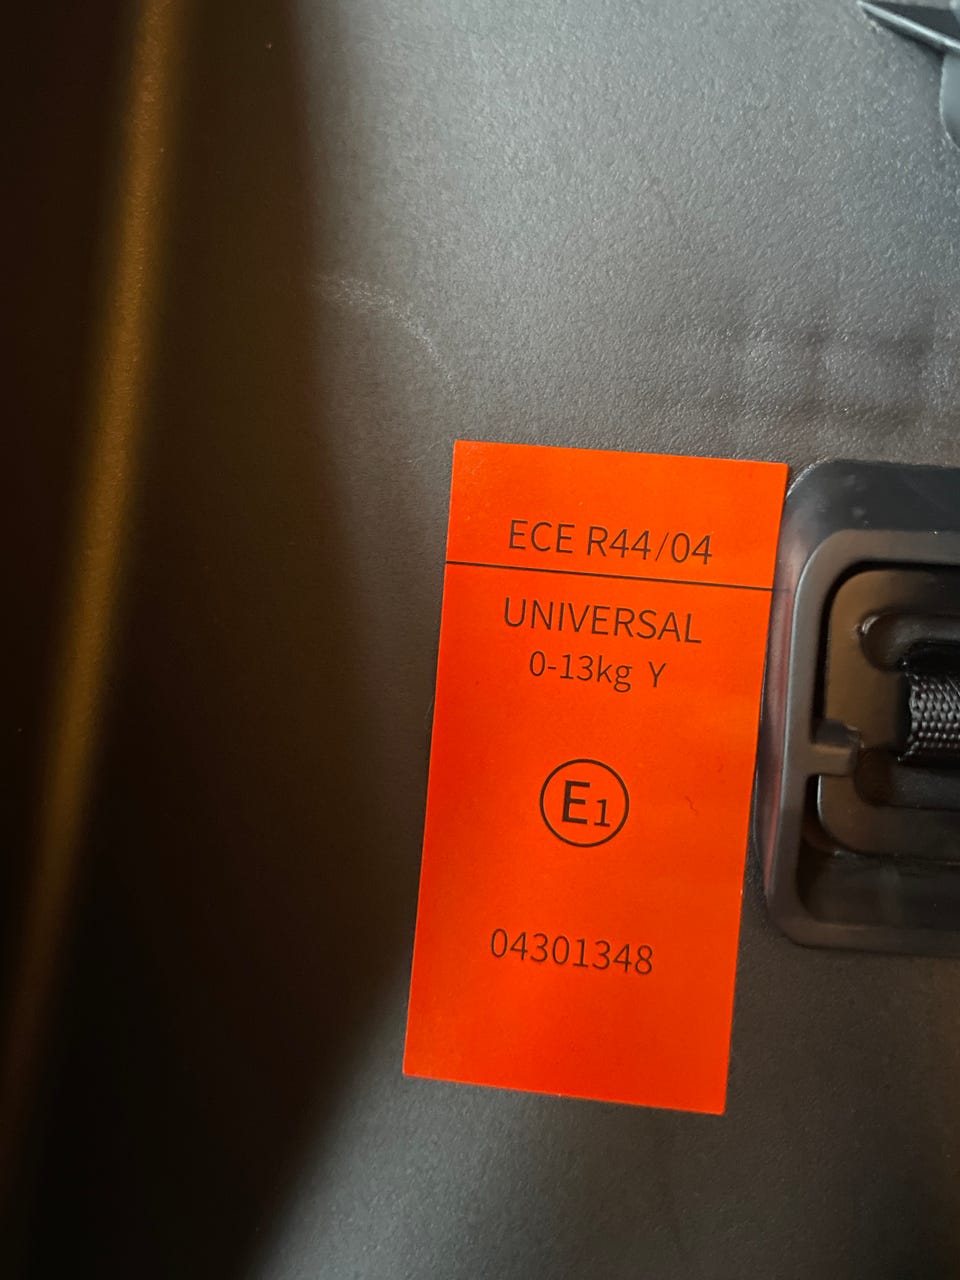 ECE R44/04
UNIVERSAL
0-13kg Y
E1
04301348